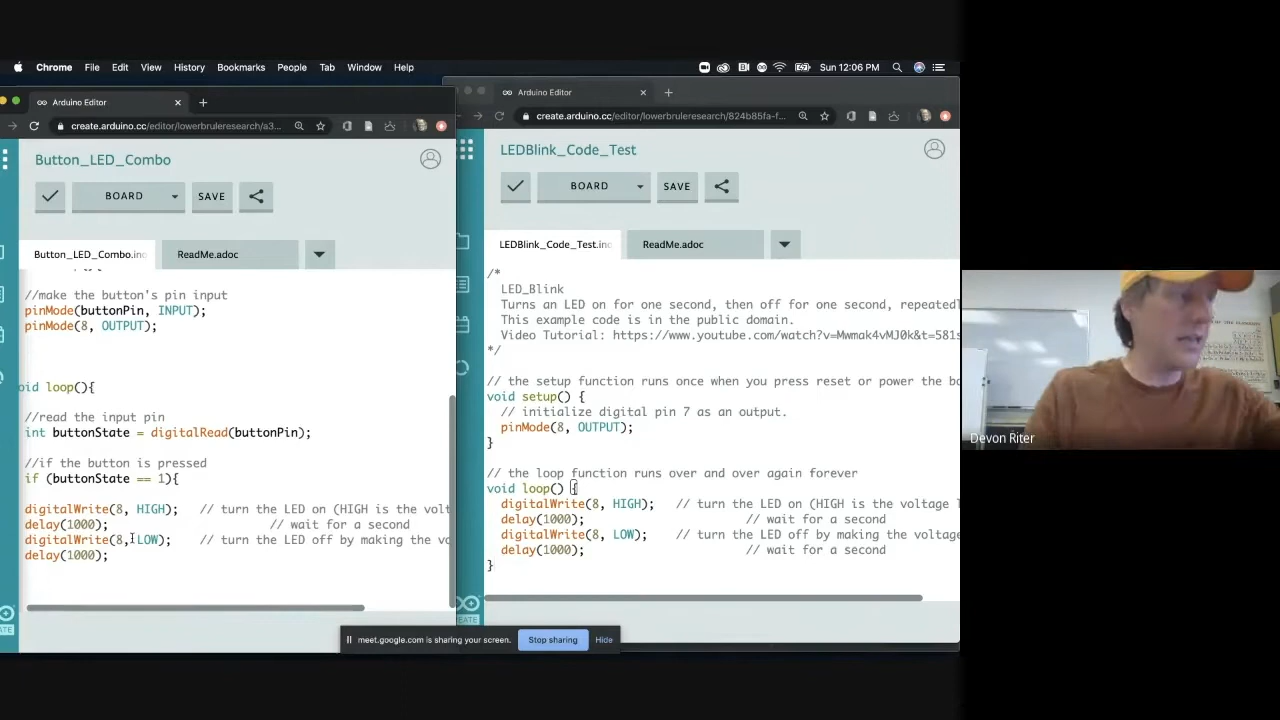 Chrome File Edit View History Bookmarks People Tab Window Help Sun 12:06 PM
Arduino Editor
create.arduino.cc/editor/lowerbruleresearch/a3...
Button_LED_Combo
BOARD SAVE
Button_LED_Combo.ino ReadMe.adoc
//make the button's pin input
pinMode(buttonPin, INPUT);
pinMode(8, OUTPUT);
oid loop(){
//read the input pin
int buttonState = digitalRead(buttonPin);
//if the button is pressed
if (buttonState == 1){
digitalWrite(8, HIGH); // turn the LED on (HIGH is the volt
delay(1000); // wait for a second
digitalWrite(8, LOW); // turn the LED off by making the vo
delay(1000);
Arduino Editor
create.arduino.cc/editor/lowerbruleresearch/824b85fa-f...
LEDBlink_Code_Test
BOARD SAVE
LEDBlink_Code_Test.ino ReadMe.adoc
/*
LED_Blink
Turns an LED on for one second, then off for one second, repeatedl
This example code is in the public domain.
Video Tutorial: https://www.youtube.com/watch?v=Mwmak4vMJ0k&t=581s
*/
// the setup function runs once when you press reset or power the bo
void setup() {
// initialize digital pin 7 as an output.
pinMode(8, OUTPUT);
}
// the loop function runs over and over again forever
void loop() {
digitalWrite(8, HIGH); // turn the LED on (HIGH is the voltage l
delay(1000); // wait for a second
digitalWrite(8, LOW); // turn the LED off by making the voltage
delay(1000); // wait for a second
}
meet.google.com is sharing your screen. Stop sharing Hide
Devon Riter